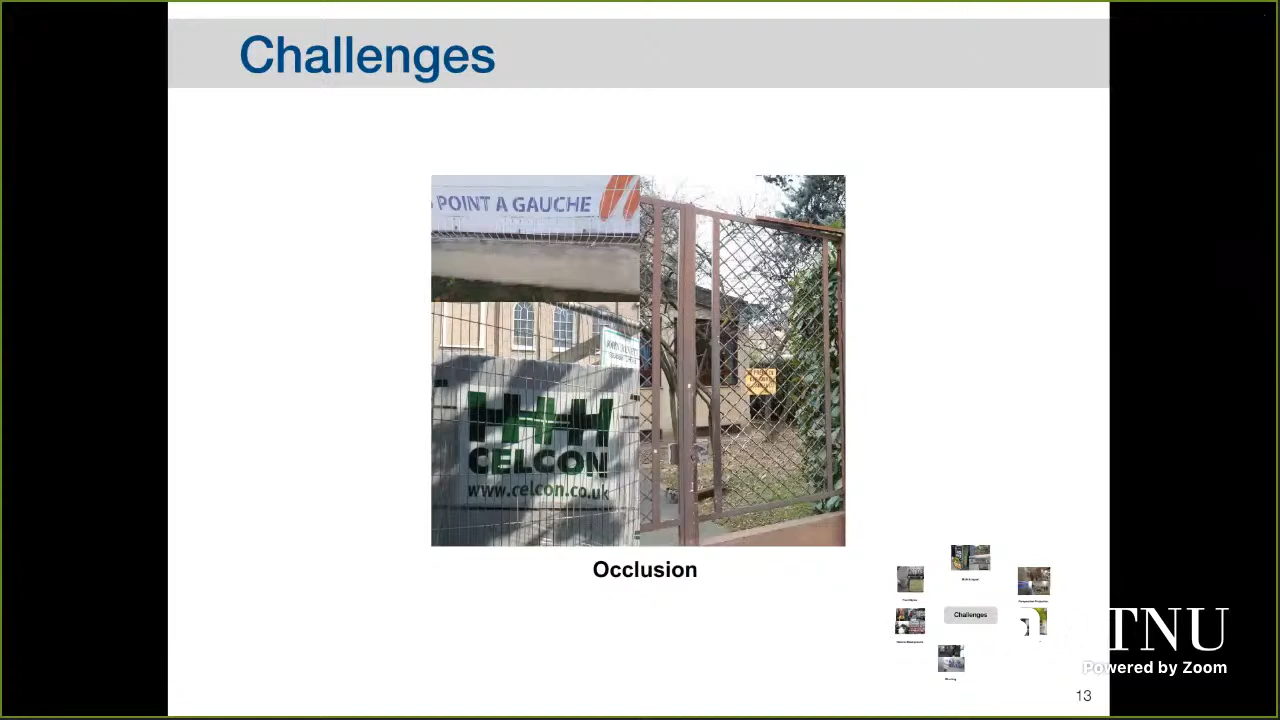 Challenges
POINT A GAUCHE
CELCON
www.celcon.co.uk
Occlusion
Challenges
TNU
Powered by Zoom
13